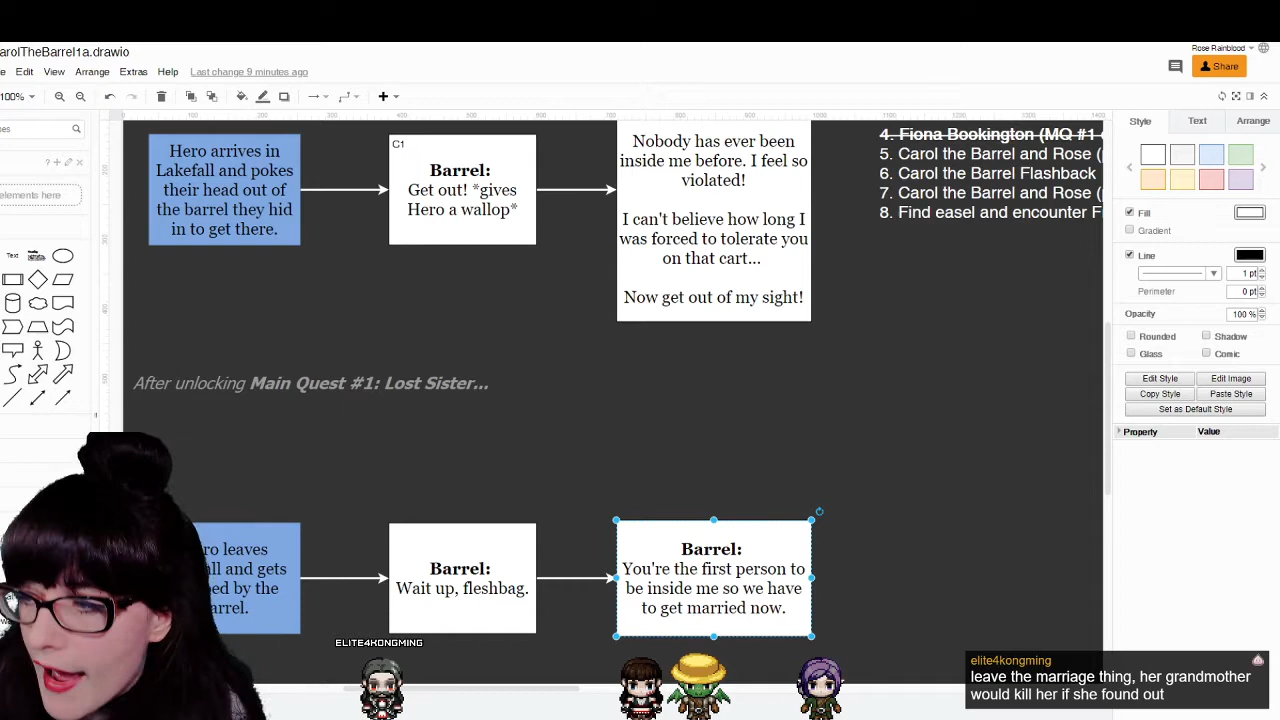 arolTheBarrel1a.drawio
Rose Rainblood
Edit View Arrange Extras Help Last change 9 minutes ago
Share
100%
Style Text Arrange
es
elements here
Text
Fill
Gradient
Line
1 pt
Perimeter
0 pt
Opacity
100 %
Rounded
Shadow
Glass
Comic
Edit Style
Edit Image
Copy Style
Paste Style
Set as Default Style
Property
Value
Hero arrives in
Lakefall and pokes
their head out of
the barrel they hid
in to get there.
C1
Barrel:
Get out! *gives
Hero a wallop*
Nobody has ever been
inside me before. I feel so
violated!
I can't believe how long I
was forced to tolerate you
on that cart...
Now get out of my sight!
4. Fiona Bookington (MQ #1
5. Carol the Barrel and Rose (
6. Carol the Barrel Flashback
7. Carol the Barrel and Rose (
8. Find easel and encounter F
After unlocking Main Quest #1: Lost Sister...
ro leaves
ll and gets
ped by the
arrel.
Barrel:
Wait up, fleshbag.
Barrel:
You're the first person to
be inside me so we have
to get married now.
ELITE4KONGMING
elite4kongming
leave the marriage thing, her grandmother
would kill her if she found out